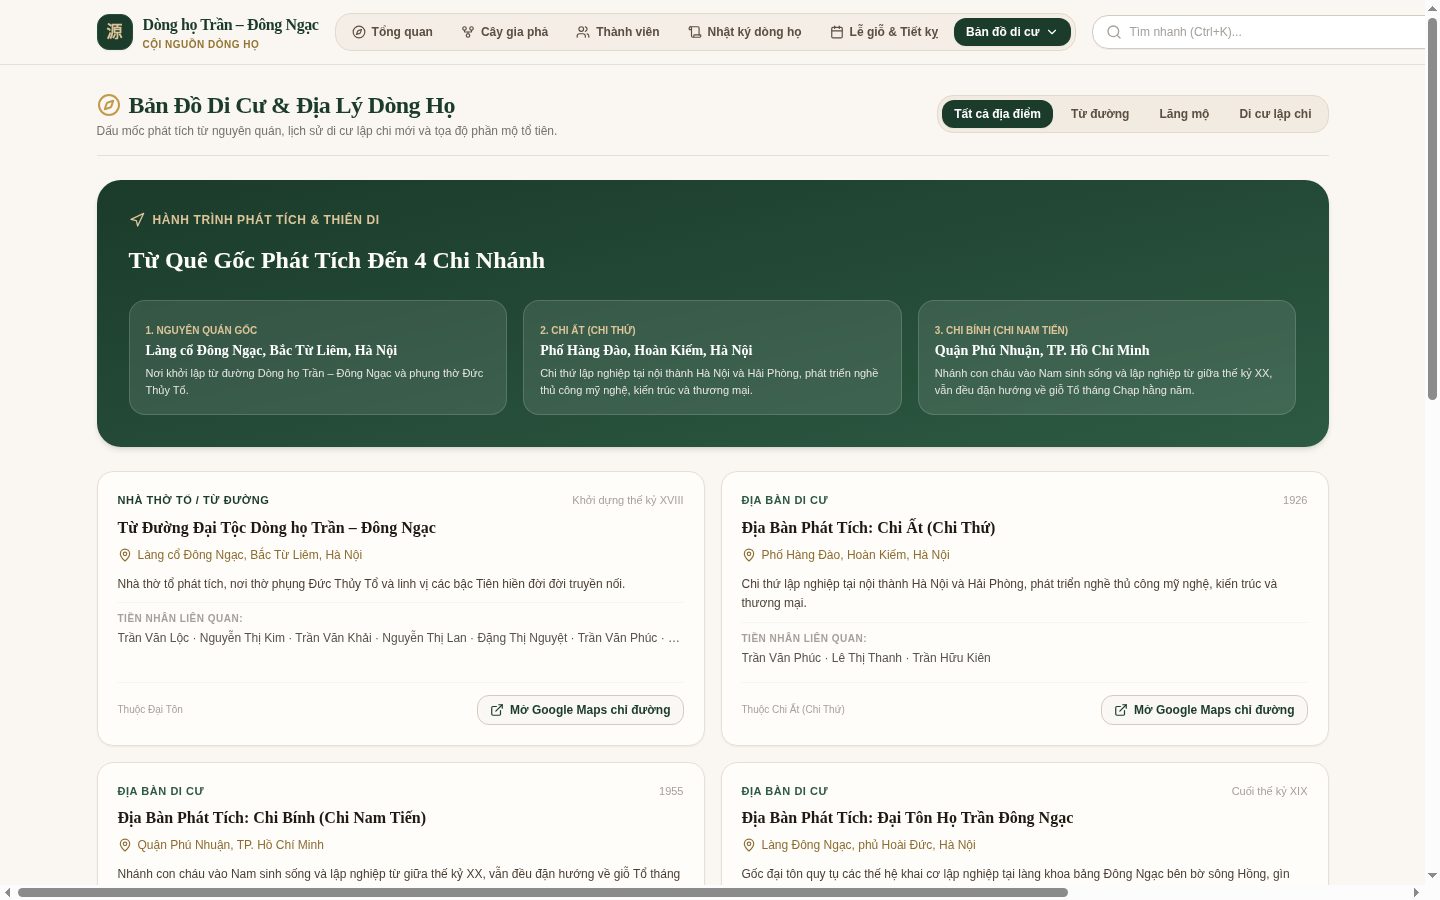 源
Dòng họ Trần – Đông Ngạc
CỘI NGUỒN DÒNG HỌ
Tổng quan
Cây gia phả
Thành viên
Nhật ký dòng họ
Lễ giỗ & Tiết kỵ
Bản đồ di cư
Tìm nhanh (Ctrl+K)...
Bản Đồ Di Cư & Địa Lý Dòng Họ
Dấu mốc phát tích từ nguyên quán, lịch sử di cư lập chi mới và tọa độ phần mộ tổ tiên.
Tất cả địa điểm
Từ đường
Lăng mộ
Di cư lập chi
HÀNH TRÌNH PHÁT TÍCH & THIÊN DI
Từ Quê Gốc Phát Tích Đến 4 Chi Nhánh
1. NGUYÊN QUÁN GỐC
Làng cổ Đông Ngạc, Bắc Từ Liêm, Hà Nội
Nơi khởi lập từ đường Dòng họ Trần – Đông Ngạc và phụng thờ Đức
Thủy Tổ.
2. CHI ẤT (CHI THỨ)
Phố Hàng Đào, Hoàn Kiếm, Hà Nội
Chi thứ lập nghiệp tại nội thành Hà Nội và Hải Phòng, phát triển nghề
thủ công mỹ nghệ, kiến trúc và thương mại.
3. CHI BÍNH (CHI NAM TIẾN)
Quận Phú Nhuận, TP. Hồ Chí Minh
Nhánh con cháu vào Nam sinh sống và lập nghiệp từ giữa thế kỷ XX,
vẫn đều đặn hướng về giỗ Tổ tháng Chạp hằng năm.
NHÀ THỜ TỔ / TỪ ĐƯỜNG
Khởi dựng thế kỷ XVIII
Từ Đường Đại Tộc Dòng họ Trần – Đông Ngạc
Làng cổ Đông Ngạc, Bắc Từ Liêm, Hà Nội
Nhà thờ tổ phát tích, nơi thờ phụng Đức Thủy Tổ và linh vị các bậc Tiên hiền đời đời truyền nối.
TIỀN NHÂN LIÊN QUAN:
Trần Văn Lộc · Nguyễn Thị Kim · Trần Văn Khải · Nguyễn Thị Lan · Đặng Thị Nguyệt · Trần Văn Phúc · ...
Thuộc Đại Tôn
Mở Google Maps chỉ đường
ĐỊA BÀN DI CƯ
1926
Địa Bàn Phát Tích: Chi Ất (Chi Thứ)
Phố Hàng Đào, Hoàn Kiếm, Hà Nội
Chi thứ lập nghiệp tại nội thành Hà Nội và Hải Phòng, phát triển nghề thủ công mỹ nghệ, kiến trúc và
thương mại.
TIỀN NHÂN LIÊN QUAN:
Trần Văn Phúc · Lê Thị Thanh · Trần Hữu Kiên
Thuộc Chi Ất (Chi Thứ)
Mở Google Maps chỉ đường
ĐỊA BÀN DI CƯ
1955
Địa Bàn Phát Tích: Chi Bính (Chi Nam Tiến)
Quận Phú Nhuận, TP. Hồ Chí Minh
Nhánh con cháu vào Nam sinh sống và lập nghiệp từ giữa thế kỷ XX, vẫn đều đặn hướng về giỗ Tổ tháng
ĐỊA BÀN DI CƯ
Cuối thế kỷ XIX
Địa Bàn Phát Tích: Đại Tôn Họ Trần Đông Ngạc
Làng Đông Ngạc, phủ Hoài Đức, Hà Nội
Gốc đại tôn quy tụ các thế hệ khai cơ lập nghiệp tại làng khoa bảng Đông Ngạc bên bờ sông Hồng, gìn